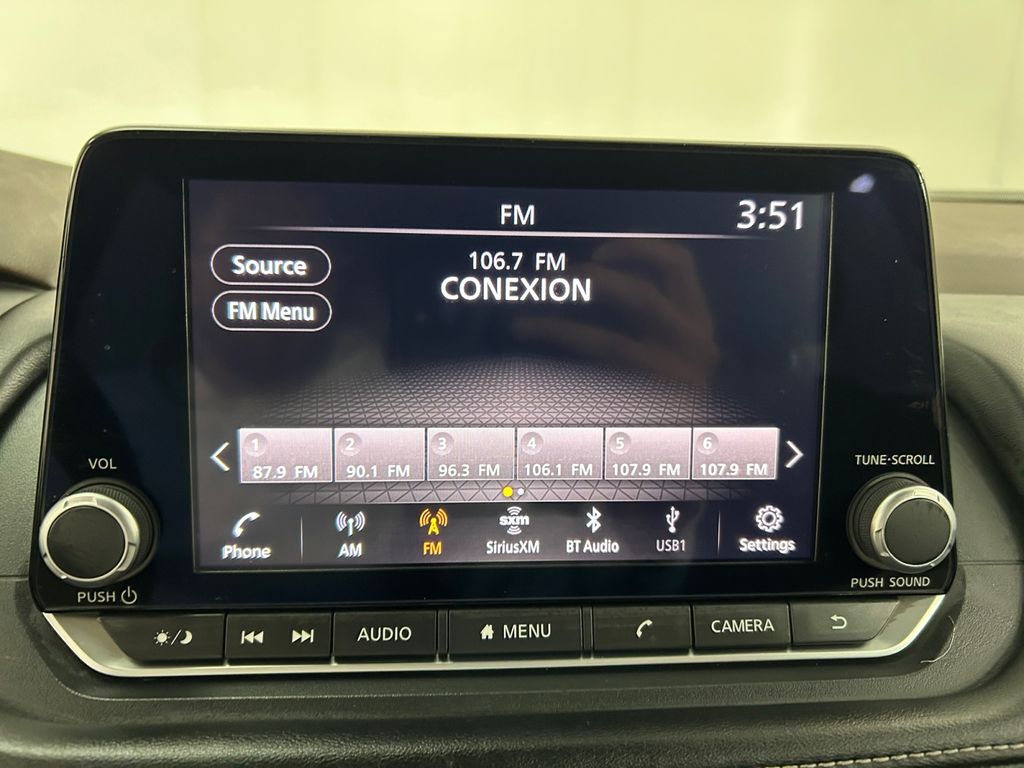 FM 3:51
Source
FM Menu
106.7 FM
CONEXION
1 2 3 4 5 6
87.9 FM 90.1 FM 96.3 FM 106.1 FM 107.9 FM 107.9 FM
Phone AM FM SiriusXM BT Audio USB1 Settings
sxm
VOL
PUSH
TUNE·SCROLL
PUSH SOUND
AUDIO MENU CAMERA